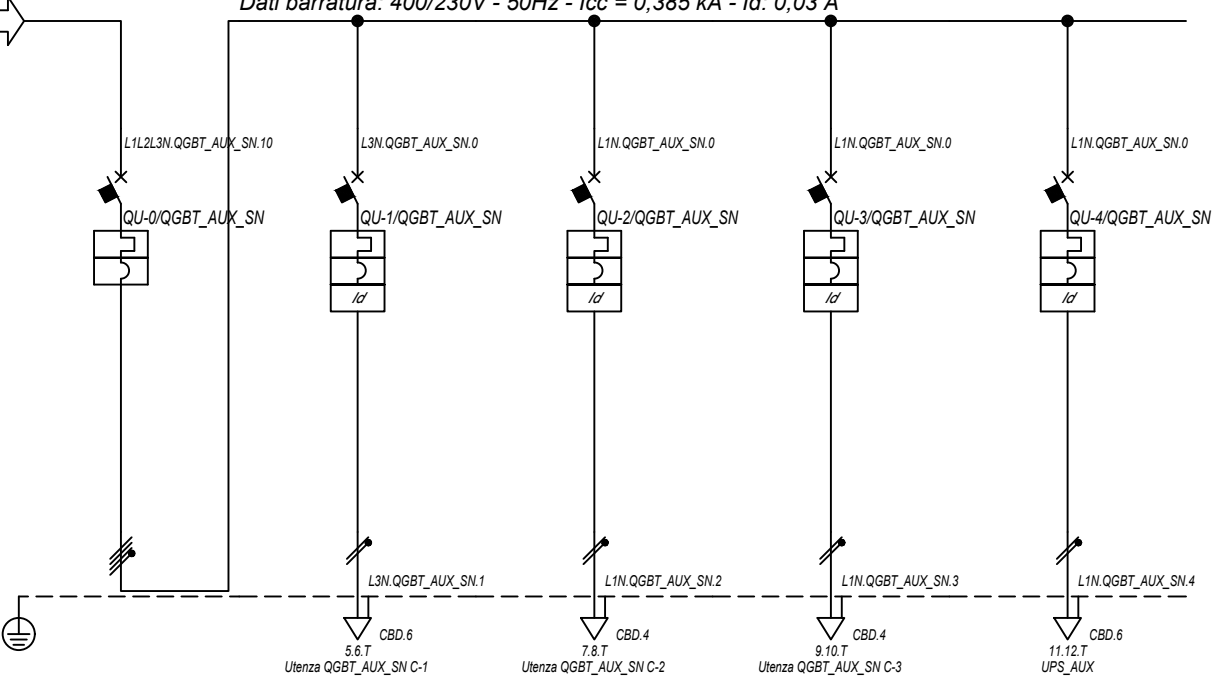 Dati barratura: 400/230V - 50Hz - Icc = 0,385 kA - Id: 0,03 A
L1L2L3N.QGBT_AUX_SN.10
L3N.QGBT_AUX_SN.0
L1N.QGBT_AUX_SN.0
L1N.QGBT_AUX_SN.0
L1N.QGBT_AUX_SN.0
QU-0/QGBT_AUX_SN
QU-1/QGBT_AUX_SN
QU-2/QGBT_AUX_SN
QU-3/QGBT_AUX_SN
QU-4/QGBT_AUX_SN
Id
Id
Id
Id
L3N.QGBT_AUX_SN.1
L1N.QGBT_AUX_SN.2
L1N.QGBT_AUX_SN.3
L1N.QGBT_AUX_SN.4
CBD.6
CBD.4
CBD.4
CBD.6
5.6.T
7.8.T
9.10.T
11.12.T
Utenza QGBT_AUX_SN C-1
Utenza QGBT_AUX_SN C-2
Utenza QGBT_AUX_SN C-3
UPS_AUX